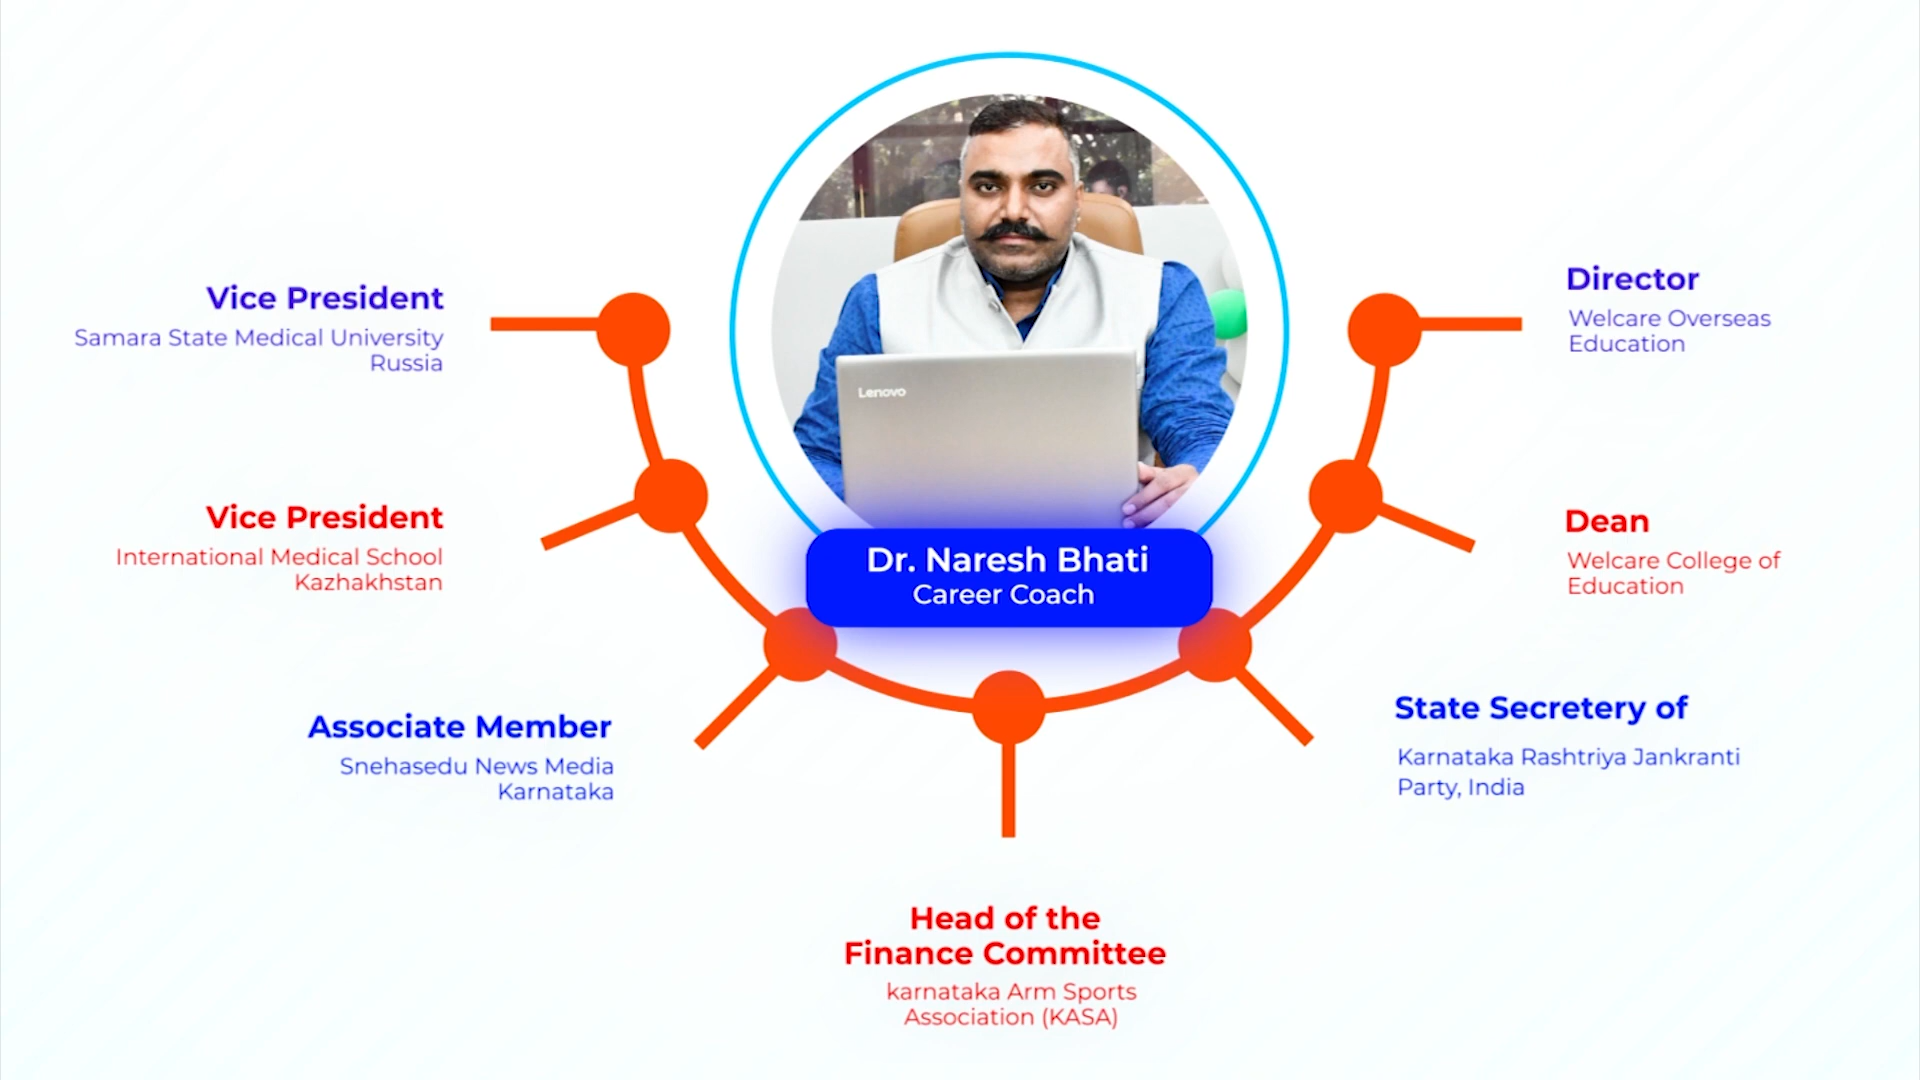 Lenovo
Dr. Naresh Bhati
Career Coach
Vice President
Samara State Medical University
Russia
Vice President
International Medical School
Kazhakhstan
Associate Member
Snehasedu News Media
Karnataka
Head of the
Finance Committee
karnataka Arm Sports
Association (KASA)
State Secretery of
Karnataka Rashtriya Jankranti
Party, India
Dean
Welcare College of
Education
Director
Welcare Overseas
Education